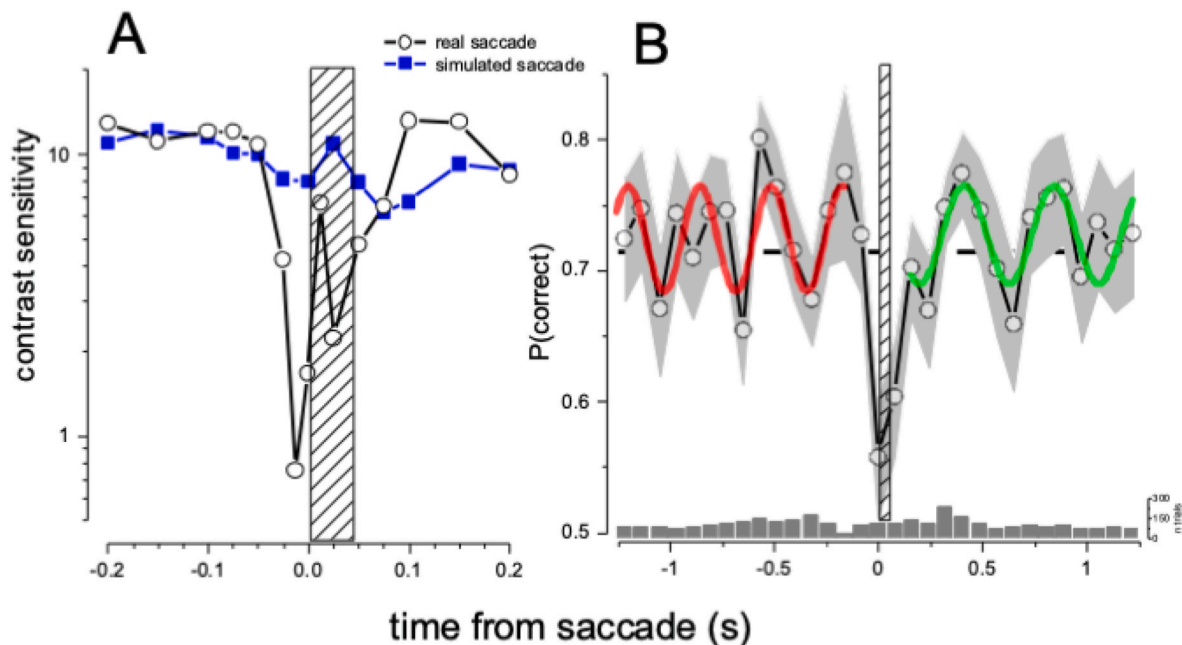 A
real saccade
simulated saccade
contrast sensitivity
10
1
-0.2
-0.1
0.0
0.1
0.2
B
P(correct)
0.8
0.7
0.6
0.5
300
150
0
n trials
-1
-0.5
0
0.5
1
time from saccade (s)